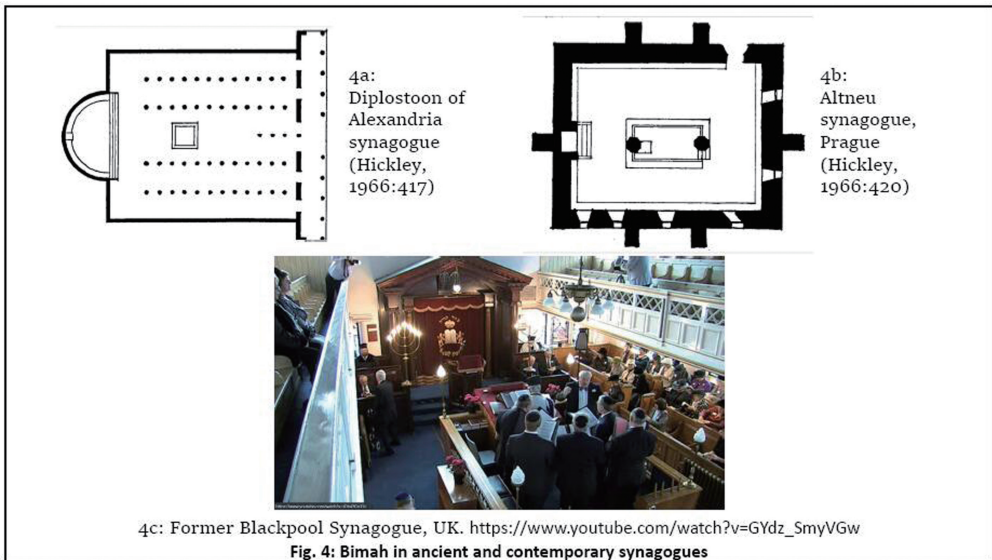 4a:
Diplostoon of
Alexandria
synagogue
(Hickley,
1966:417)
4b:
Altneu
synagogue,
Prague
(Hickley,
1966:420)
4c: Former Blackpool Synagogue, UK. https://www.youtube.com/watch?v=GYdz_SmyVGw
Fig. 4: Bimah in ancient and contemporary synagogues